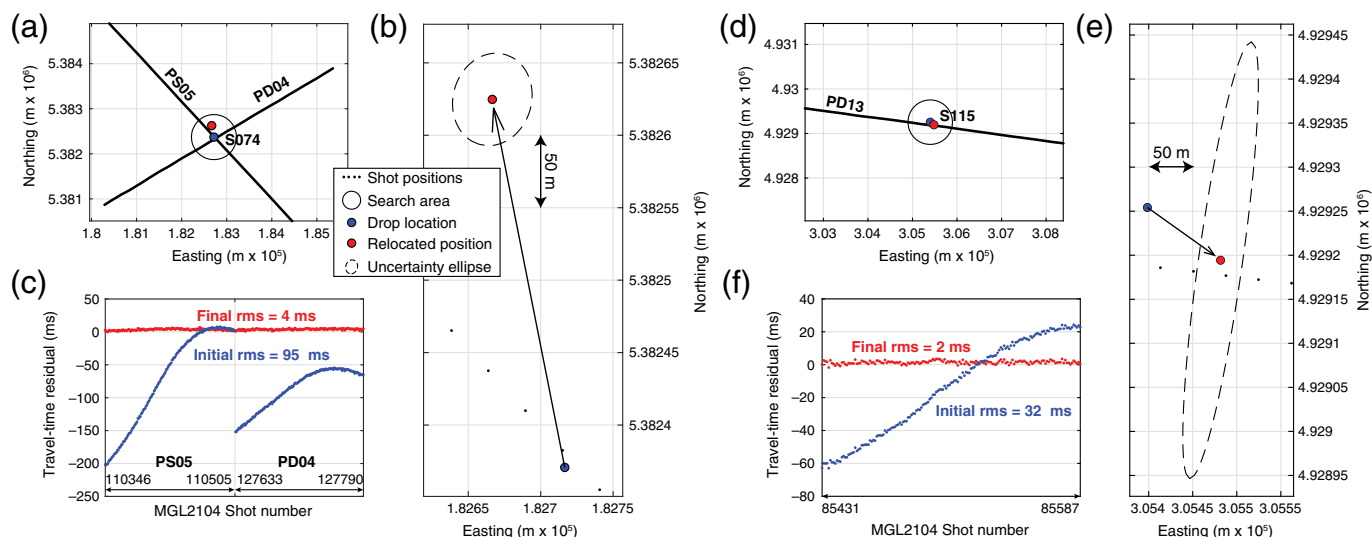 (a)
Northing (m x 10⁶)
5.384
5.383
5.382
5.381
PS05
PD04
S074
1.8
1.81
1.82
1.83
1.84
1.85
Easting (m x 10⁵)
(b)
5.38265
5.3826
5.38255
5.3825
5.38245
5.3824
50 m
Northing (m x 10⁶)
1.8265
1.827
1.8275
Easting (m x 10⁵)
Shot positions
Search area
Drop location
Relocated position
Uncertainty ellipse
(c)
Travel-time residual (ms)
50
0
−50
−100
−150
−200
−250
Final rms = 4 ms
Initial rms = 95 ms
PS05
PD04
110346
110505
127633
127790
MGL2104 Shot number
(d)
Northing (m x 10⁶)
4.931
4.93
4.929
4.928
PD13
S115
3.03
3.04
3.05
3.06
3.07
3.08
Easting (m x 10⁵)
(e)
50 m
4.92945
4.9294
4.92935
4.9293
4.92925
4.9292
4.92915
4.9291
4.92905
4.929
4.92895
Northing (m x 10⁶)
3.054
3.0545
3.055
3.0555
Easting (m x 10⁵)
(f)
Travel-time residual (ms)
40
20
0
−20
−40
−60
−80
Final rms = 2 ms
Initial rms = 32 ms
85431
85587
MGL2104 Shot number